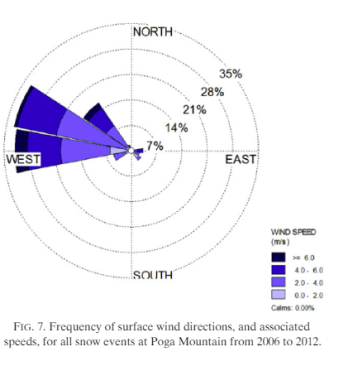 NORTH
35%
28%
21%
14%
7%
WEST
EAST
SOUTH
WIND SPEED
(m/s)
>= 6.0
4.0 - 6.0
2.0 - 4.0
0.0 - 2.0
Calms: 0.00%
FIG. 7. Frequency of surface wind directions, and associated
speeds, for all snow events at Poga Mountain from 2006 to 2012.